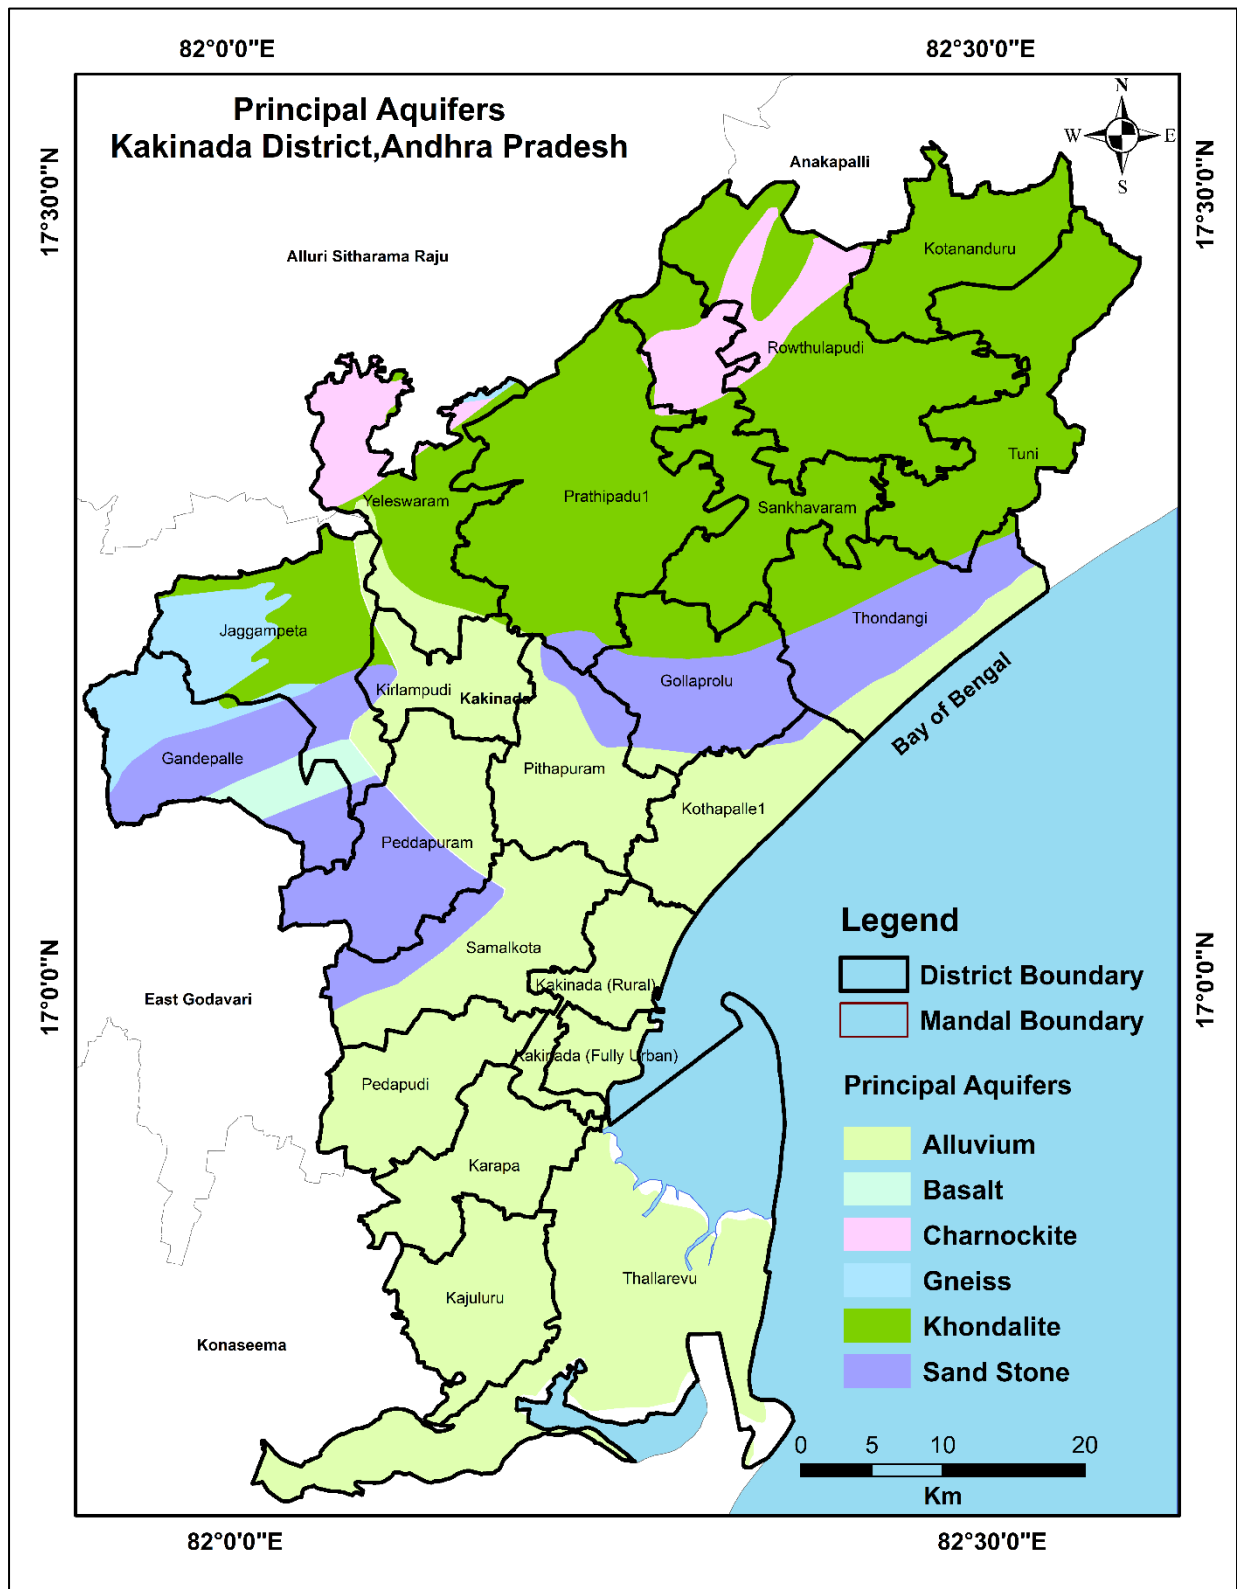 82°0'0"E
82°30'0"E
Principal Aquifers
Kakinada District,Andhra Pradesh
N
W
E
S
17°30'0"N
17°30'0"N
Anakapalli
Alluri Sitharama Raju
Kotananduru
Rowthulapudi
Tuni
Yeleswaram
Prathipadu1
Sankhavaram
Jaggampeta
Thondangi
Kirlampudi
Kakinada
Gollaprolu
Bay of Bengal
Gandepalle
Pithapuram
Kothapalle1
Peddapuram
Samalkota
17°0'0"N
17°0'0"N
East Godavari
Kakinada (Rural)
Kakinada (Fully Urban)
Pedapudi
Karapa
Thallarevu
Kajuluru
Konaseema
Legend
District Boundary
Mandal Boundary
Principal Aquifers
Alluvium
Basalt
Charnockite
Gneiss
Khondalite
Sand Stone
0 5 10 20
Km
82°0'0"E
82°30'0"E